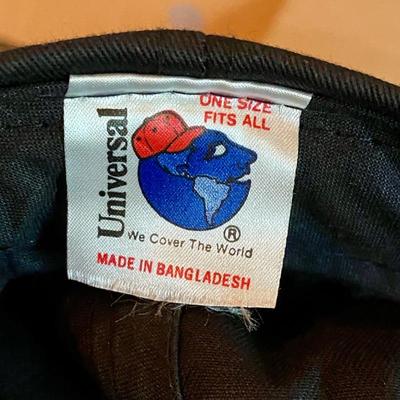 ONE SIZE
FITS ALL
Universal
®
We Cover The World
MADE IN BANGLADESH